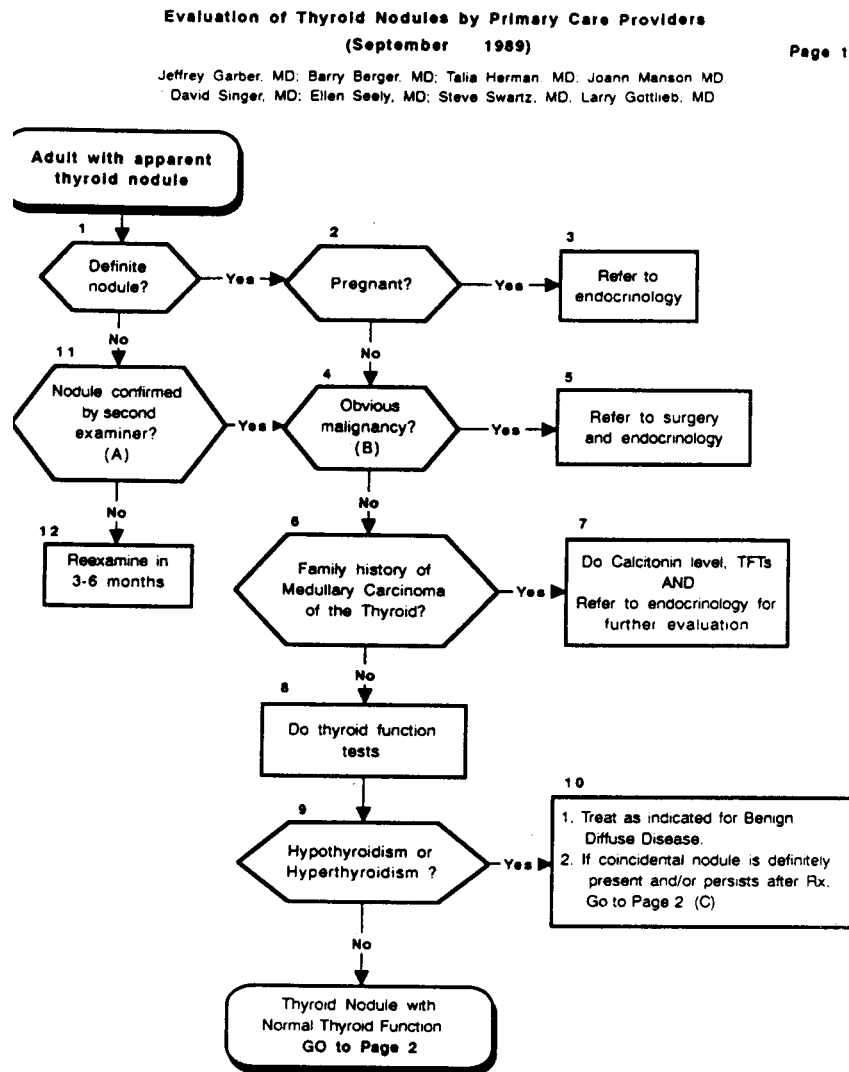 Evaluation of Thyroid Nodules by Primary Care Providers
(September 1989)
Page 1
Jeffrey Garber, MD; Barry Berger, MD; Talia Herman, MD; Joann Manson MD
David Singer, MD; Ellen Seely, MD; Steve Swartz, MD, Larry Gottlieb, MD
Adult with apparent
thyroid nodule
1
Definite
nodule?
Yes
2
Pregnant?
Yes
3
Refer to
endocrinology
No
No
11
Nodule confirmed
by second
examiner?
(A)
Yes
4
Obvious
malignancy?
(B)
Yes
5
Refer to surgery
and endocrinology
No
No
12
Reexamine in
3-6 months
6
Family history of
Medullary Carcinoma
of the Thyroid?
Yes
7
Do Calcitonin level, TFTs
AND
Refer to endocrinology for
further evaluation
No
8
Do thyroid function
tests
9
Hypothyroidism or
Hyperthyroidism ?
Yes
10
1. Treat as indicated for Benign
Diffuse Disease.
2. If coincidental nodule is definitely
present and/or persists after Rx.
Go to Page 2 (C)
No
Thyroid Nodule with
Normal Thyroid Function
GO to Page 2